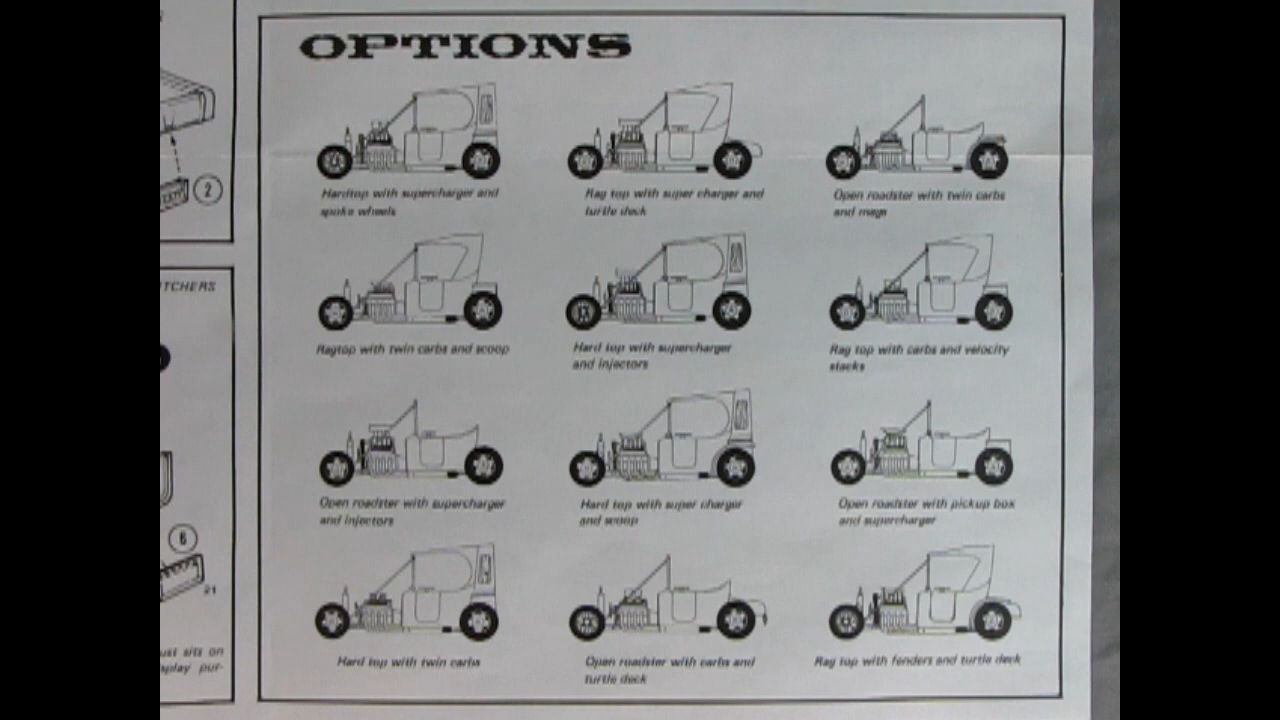 OPTIONS
Hardtop with supercharger and
spoke wheels
Rag top with super charger and
turtle deck
Open roadster with twin carbs
and mags
Ragtop with twin carbs and scoop
Hard top with supercharger
and injectors
Rag top with carbs and velocity
stacks
Open roadster with supercharger
and injectors
Hard top with super charger
and scoop
Open roadster with pickup box
and supercharger
Hard top with twin carbs
Open roadster with carbs and
turtle deck
Rag top with fenders and turtle deck
2
TCHERS
6
21
ust sits on
splay pur-